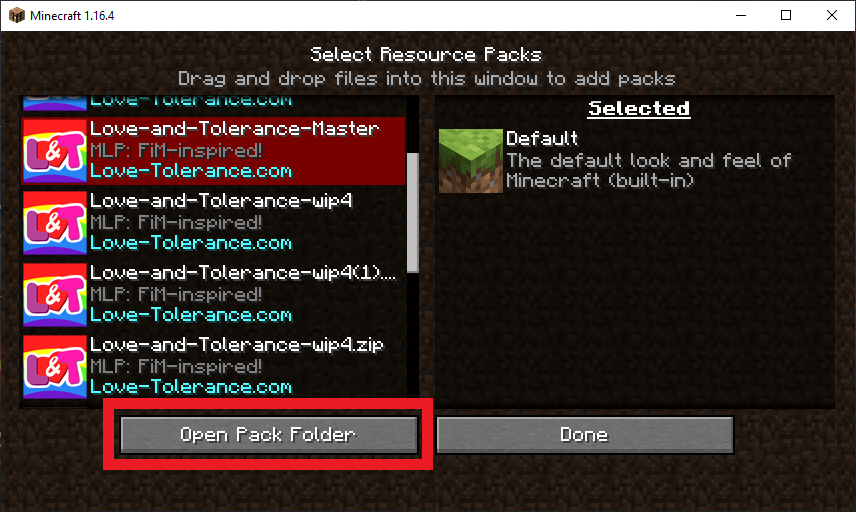 Minecraft 1.16.4
Select Resource Packs
Drag and drop files into this window to add packs
Love-Tolerance.com
L&T
Love-and-Tolerance-Master
MLP: FiM-inspired!
Love-Tolerance.com
L&T
Love-and-Tolerance-wip4
MLP: FiM-inspired!
Love-Tolerance.com
L&T
Love-and-Tolerance-wip4(1)....
MLP: FiM-inspired!
Love-Tolerance.com
L&T
Love-and-Tolerance-wip4.zip
MLP: FiM-inspired!
Love-Tolerance.com
Selected
Default
The default look and feel of
Minecraft (built-in)
Open Pack Folder
Done